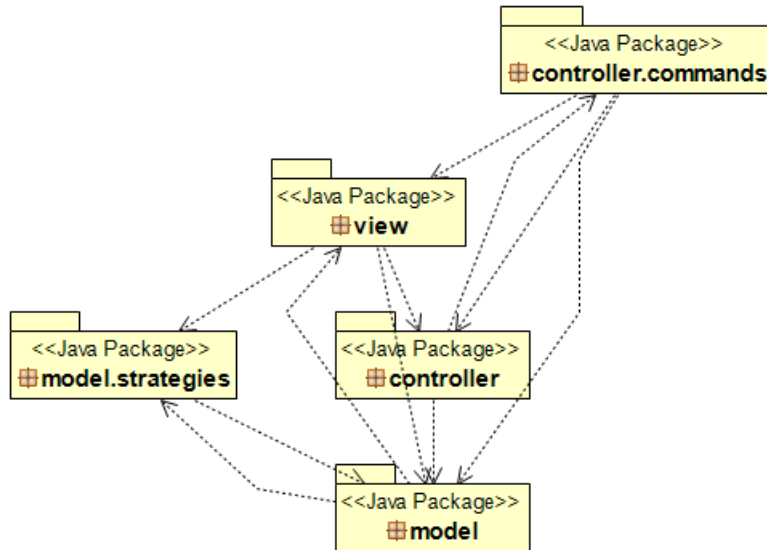 <<Java Package>>
controller.commands
<<Java Package>>
view
<<Java Package>>
model.strategies
<<Java Package>>
controller
<<Java Package>>
model